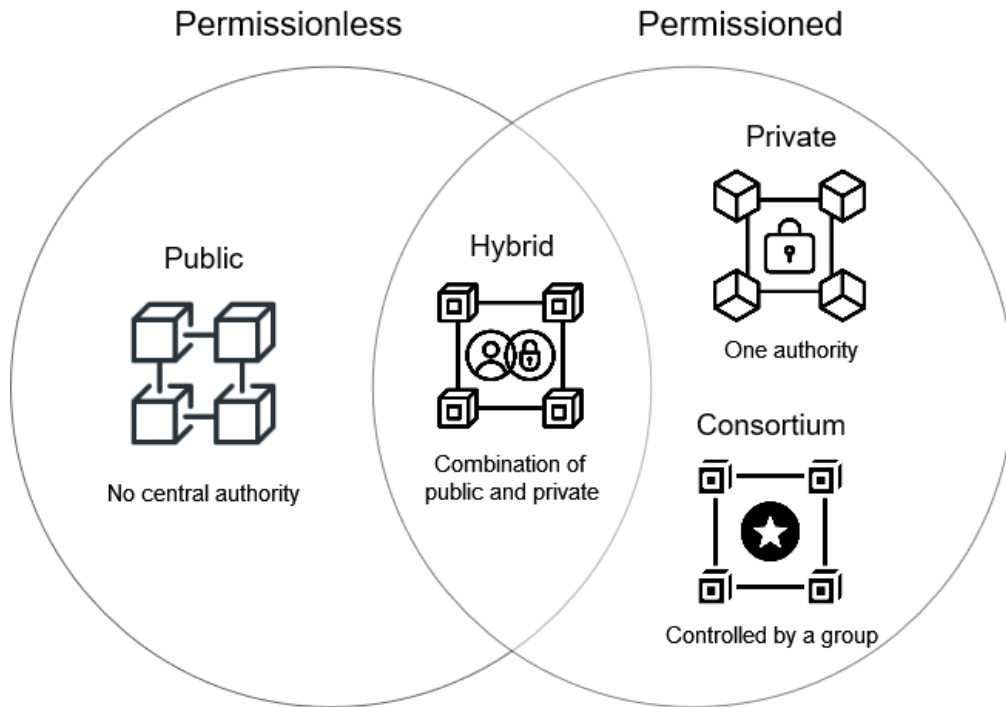 Permissionless
Permissioned
Private
One authority
Public
No central authority
Hybrid
Combination of
public and private
Consortium
Controlled by a group